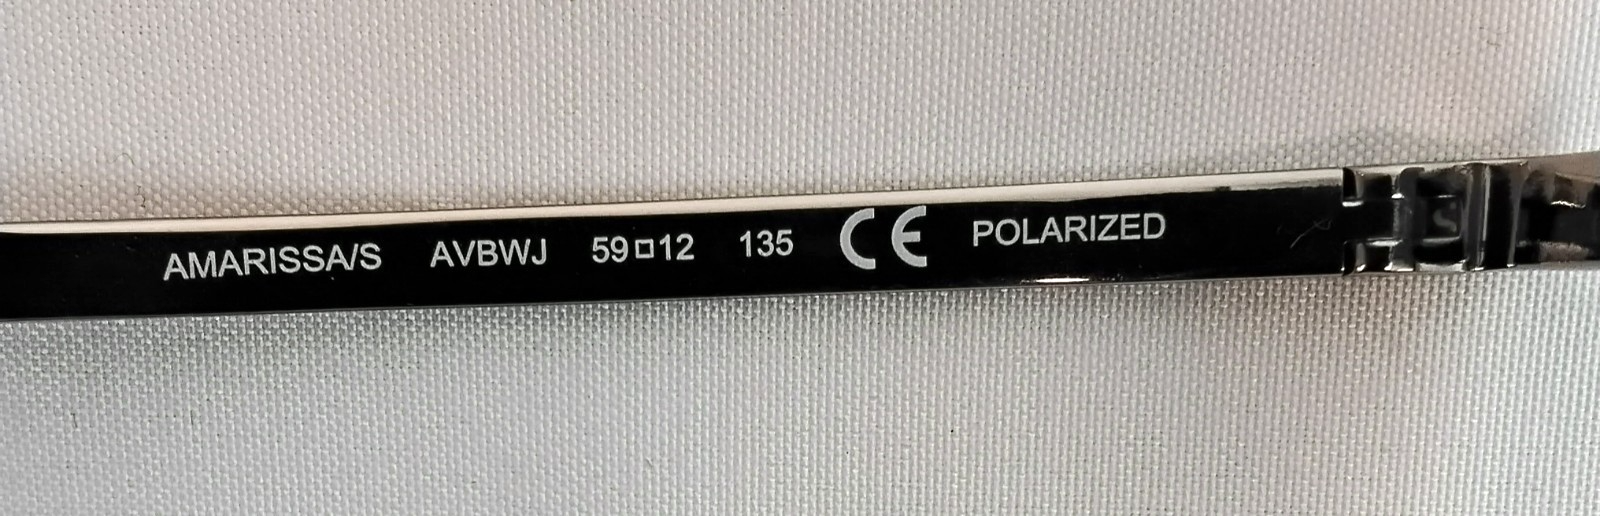 AMARISSA/S AVBWJ 59□12 135 CE POLARIZED